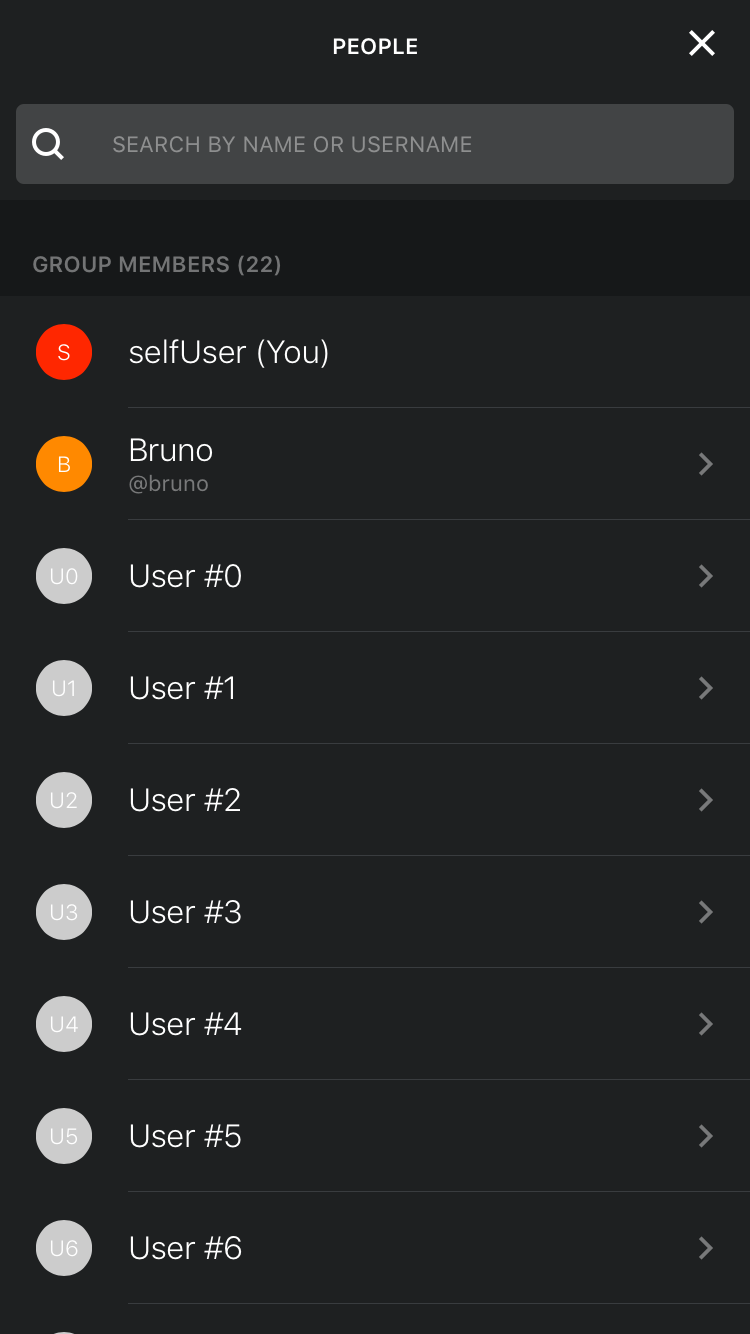 PEOPLE
SEARCH BY NAME OR USERNAME
GROUP MEMBERS (22)
S
selfUser (You)
B
Bruno
@bruno
U0
User #0
U1
User #1
U2
User #2
U3
User #3
U4
User #4
U5
User #5
U6
User #6